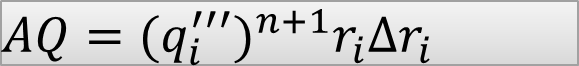 AQ = (q_i''')^{n+1} r_i Δr_i